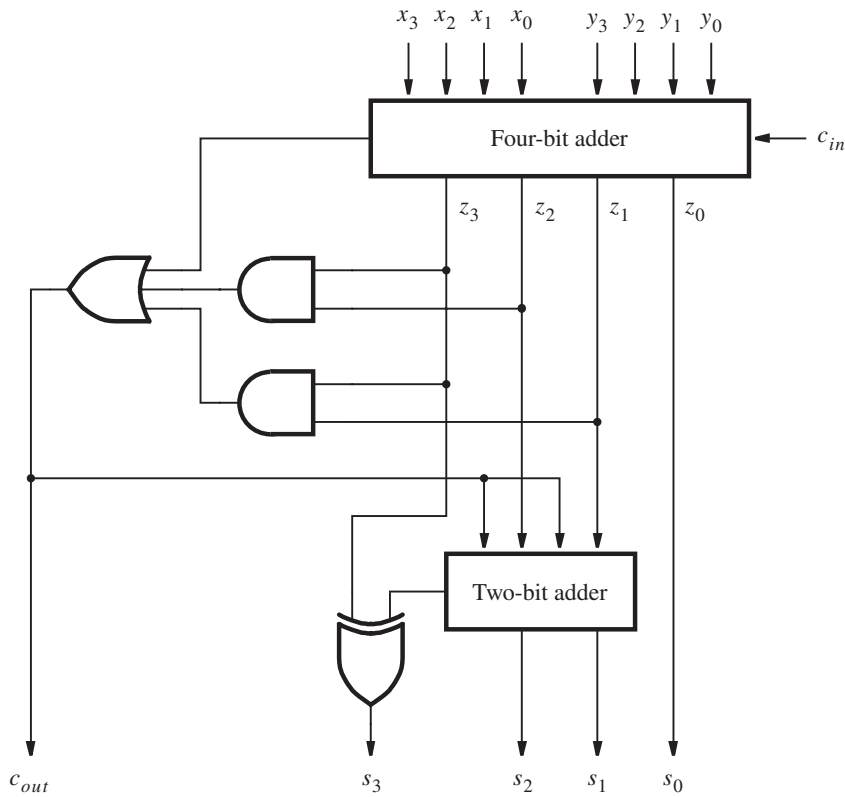 x3 x2 x1 x0 y3 y2 y1 y0
Four-bit adder
cin
z3 z2 z1 z0
Two-bit adder
cout s3 s2 s1 s0